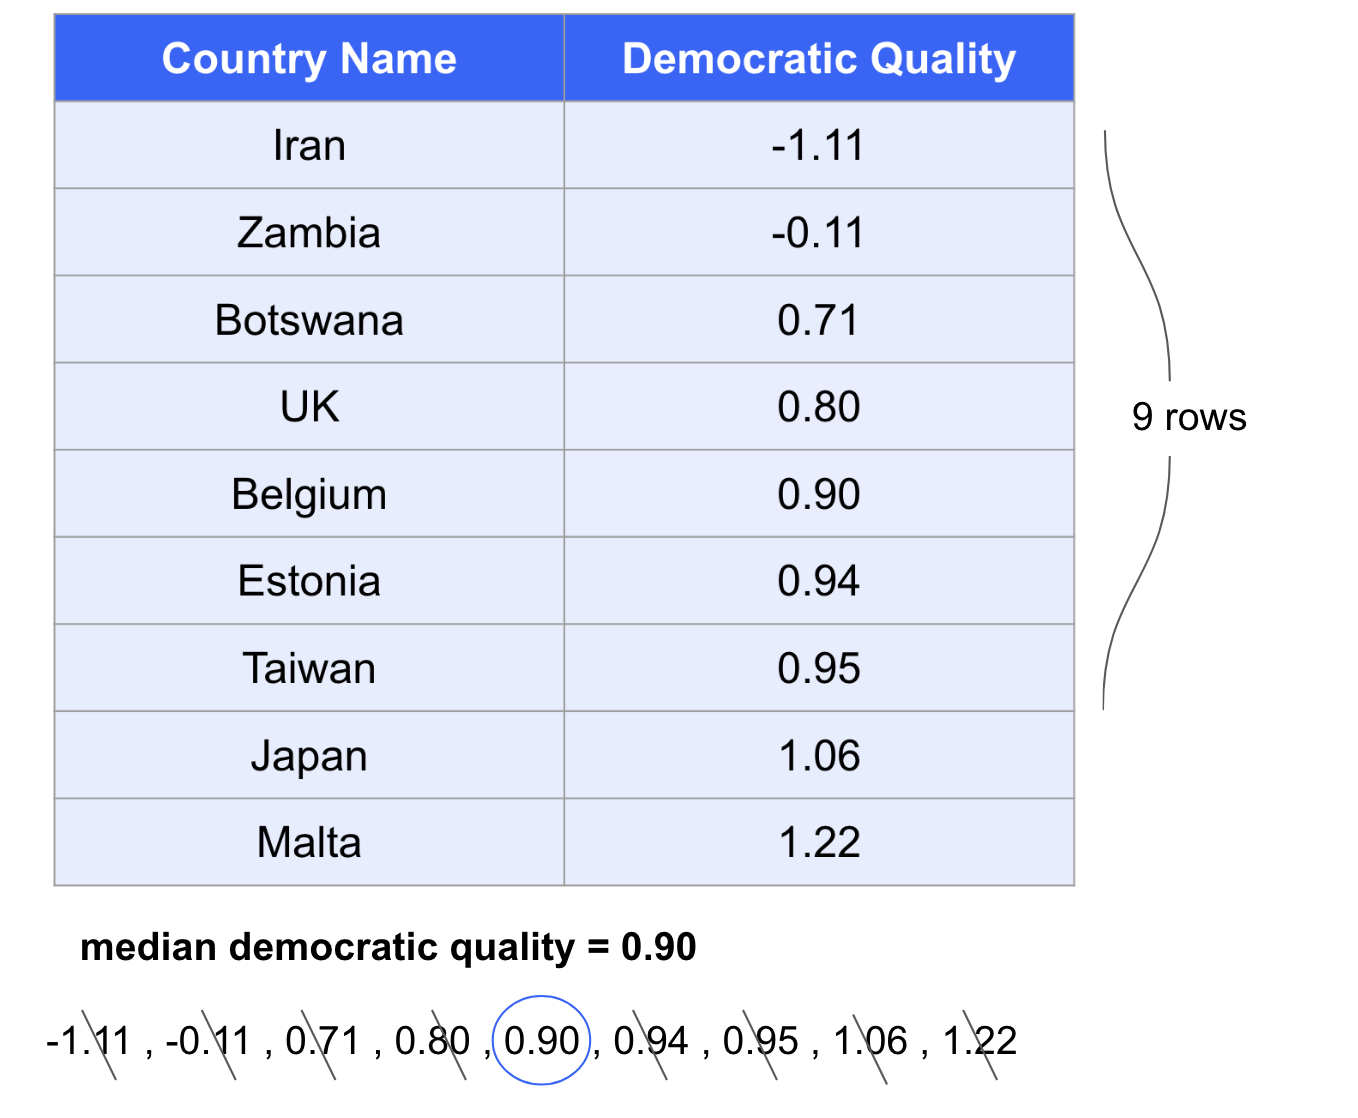 Country Name Democratic Quality
Iran -1.11
Zambia -0.11
Botswana 0.71
UK 0.80
9 rows
Belgium 0.90
Estonia 0.94
Taiwan 0.95
Japan 1.06
Malta 1.22
median democratic quality = 0.90
-1.11 , -0.11 , 0.71 , 0.80 , 0.90 , 0.94 , 0.95 , 1.06 , 1.22